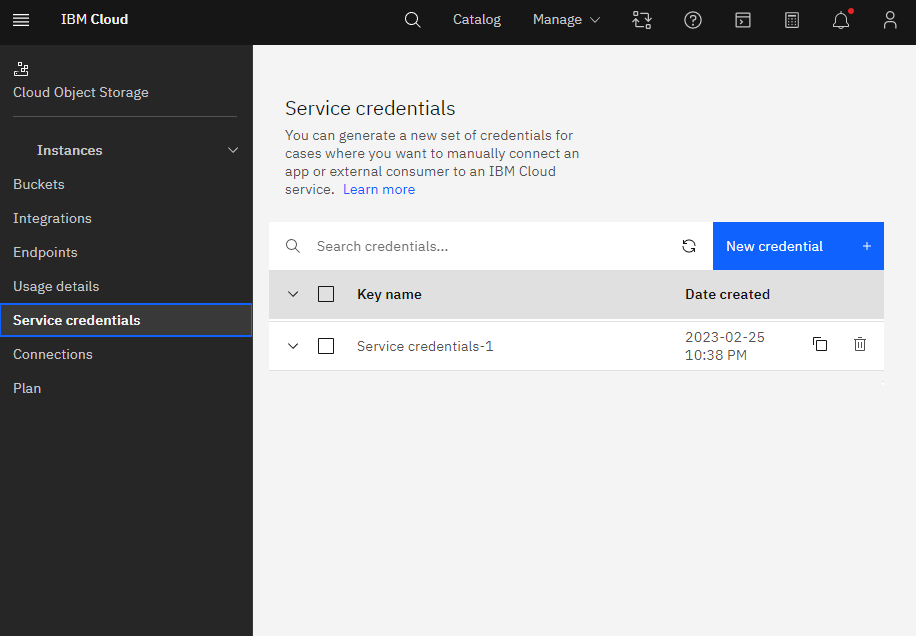 IBM Cloud
Catalog
Manage
Cloud Object Storage
Instances
Buckets
Integrations
Endpoints
Usage details
Service credentials
Connections
Plan
Service credentials
You can generate a new set of credentials for
cases where you want to manually connect an
app or external consumer to an IBM Cloud
service. Learn more
Search credentials...
New credential +
Key name Date created
Service credentials-1
2023-02-25
10:38 PM